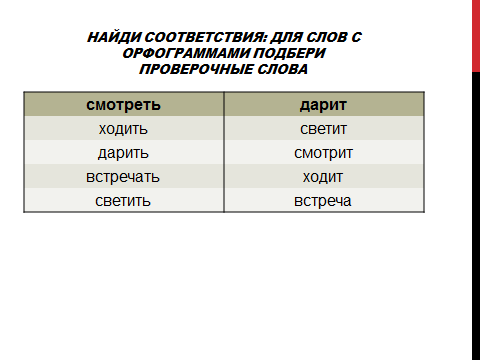 НАЙДИ СООТВЕТСТВИЯ: ДЛЯ СЛОВ С
ОРФОГРАММАМИ ПОДБЕРИ
ПРОВЕРОЧНЫЕ СЛОВА
смотреть дарит
ходить светит
дарить смотрит
встречать ходит
светить встреча